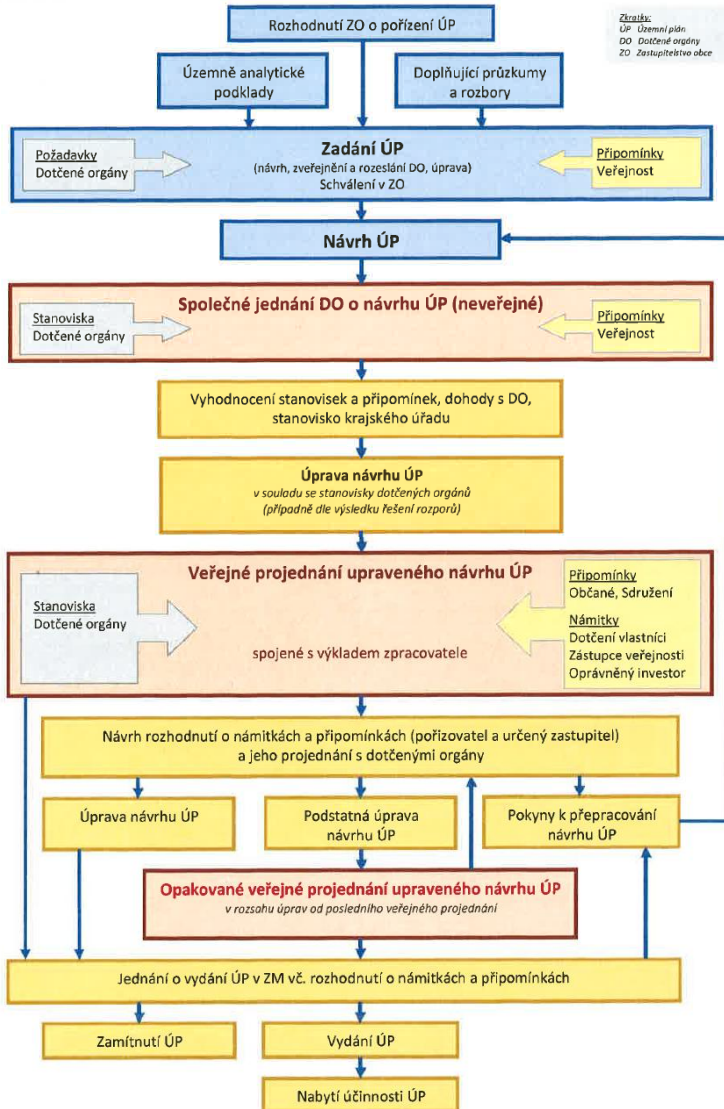 Rozhodnutí ZO o pořízení ÚP
Zkratky:
ÚP Územní plán
DO Dotčené orgány
ZO Zastupitelstvo obce
Územně analytické
podklady
Doplňující průzkumy
a rozbory
Zadání ÚP
(návrh, zveřejnění a rozeslání DO, úprava)
Schválení v ZO
Požadavky
Dotčené orgány
Připomínky
Veřejnost
Návrh ÚP
Společné jednání DO o návrhu ÚP (neveřejné)
Stanoviska
Dotčené orgány
Připomínky
Veřejnost
Vyhodnocení stanovisek a připomínek, dohody s DO,
stanovisko krajského úřadu
Úprava návrhu ÚP
v souladu se stanovisky dotčených orgánů
(případně dle výsledku řešení rozporů)
Veřejné projednání upraveného návrhu ÚP
Stanoviska
Dotčené orgány
spojené s výkladem zpracovatele
Připomínky
Občané, Sdružení
Námitky
Dotčení vlastníci
Zástupce veřejnosti
Oprávněný investor
Návrh rozhodnutí o námitkách a připomínkách (pořizovatel a určený zastupitel)
a jeho projednání s dotčenými orgány
Úprava návrhu ÚP
Podstatná úprava
návrhu ÚP
Pokyny k přepracování
návrhu ÚP
Opakované veřejné projednání upraveného návrhu ÚP
v rozsahu úprav od posledního veřejného projednání
Jednání o vydání ÚP v ZM vč. rozhodnutí o námitkách a připomínkách
Zamítnutí ÚP
Vydání ÚP
Nabytí účinnosti ÚP